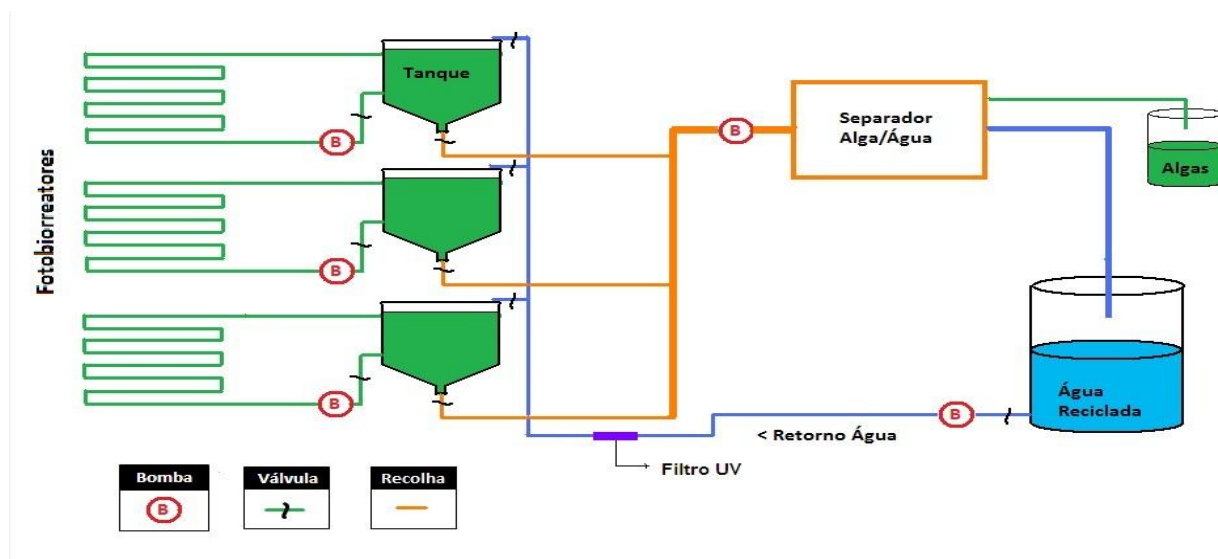 Fotobiorreatores
Tanque
B
B
B
B
Separador
Alga/Água
Algas
Água
Reciclada
B
< Retorno Água
Filtro UV
Bomba
B
Válvula
Recolha